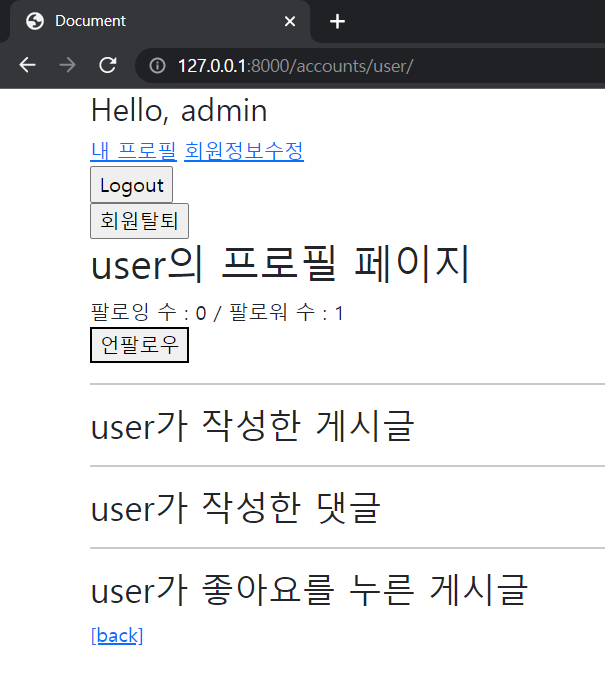 Document
127.0.0.1:8000/accounts/user/
Hello, admin
내 프로필 회원정보수정
Logout
회원탈퇴
user의 프로필 페이지
팔로잉 수 : 0 / 팔로워 수 : 1
언팔로우
user가 작성한 게시글
user가 작성한 댓글
user가 좋아요를 누른 게시글
[back]